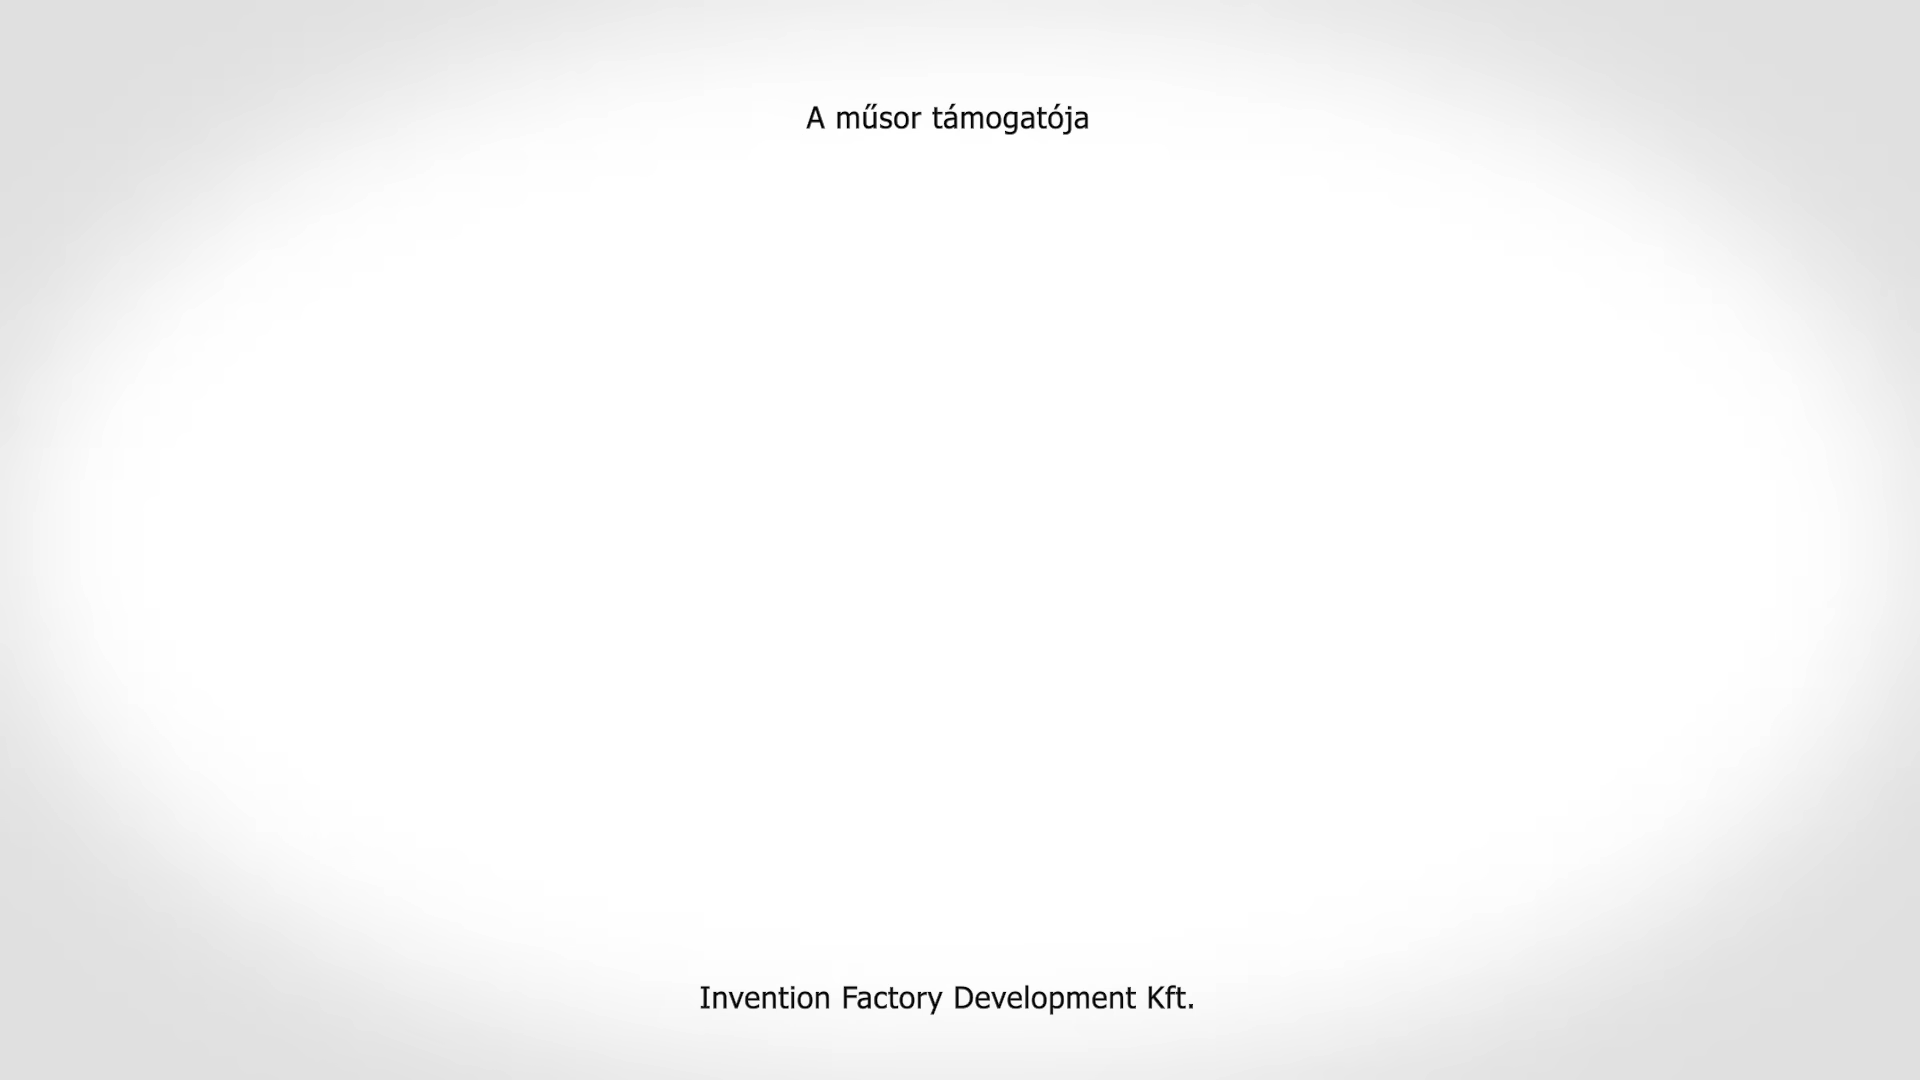 A műsor támogatója
Invention Factory Development Kft.